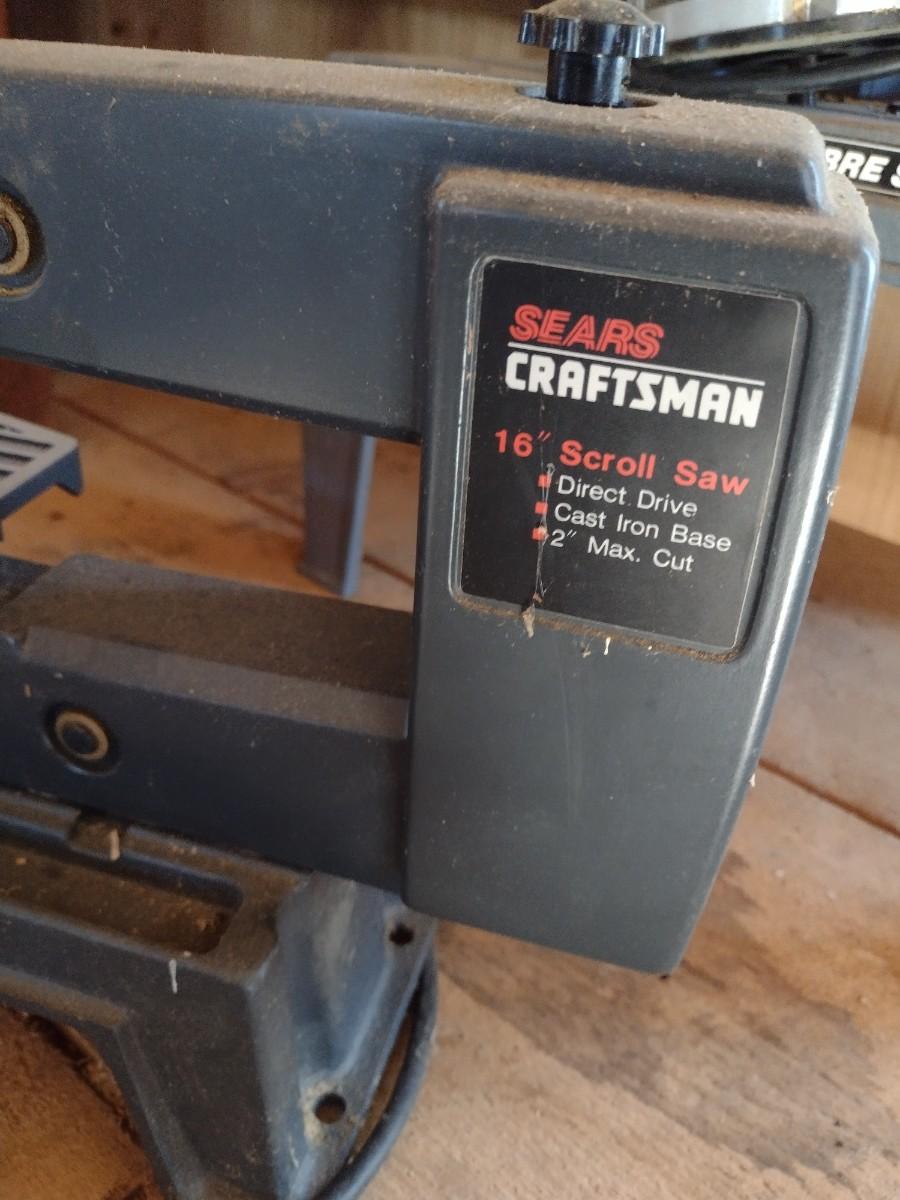 SEARS
CRAFTSMAN
16" Scroll Saw
Direct Drive
Cast Iron Base
2" Max. Cut